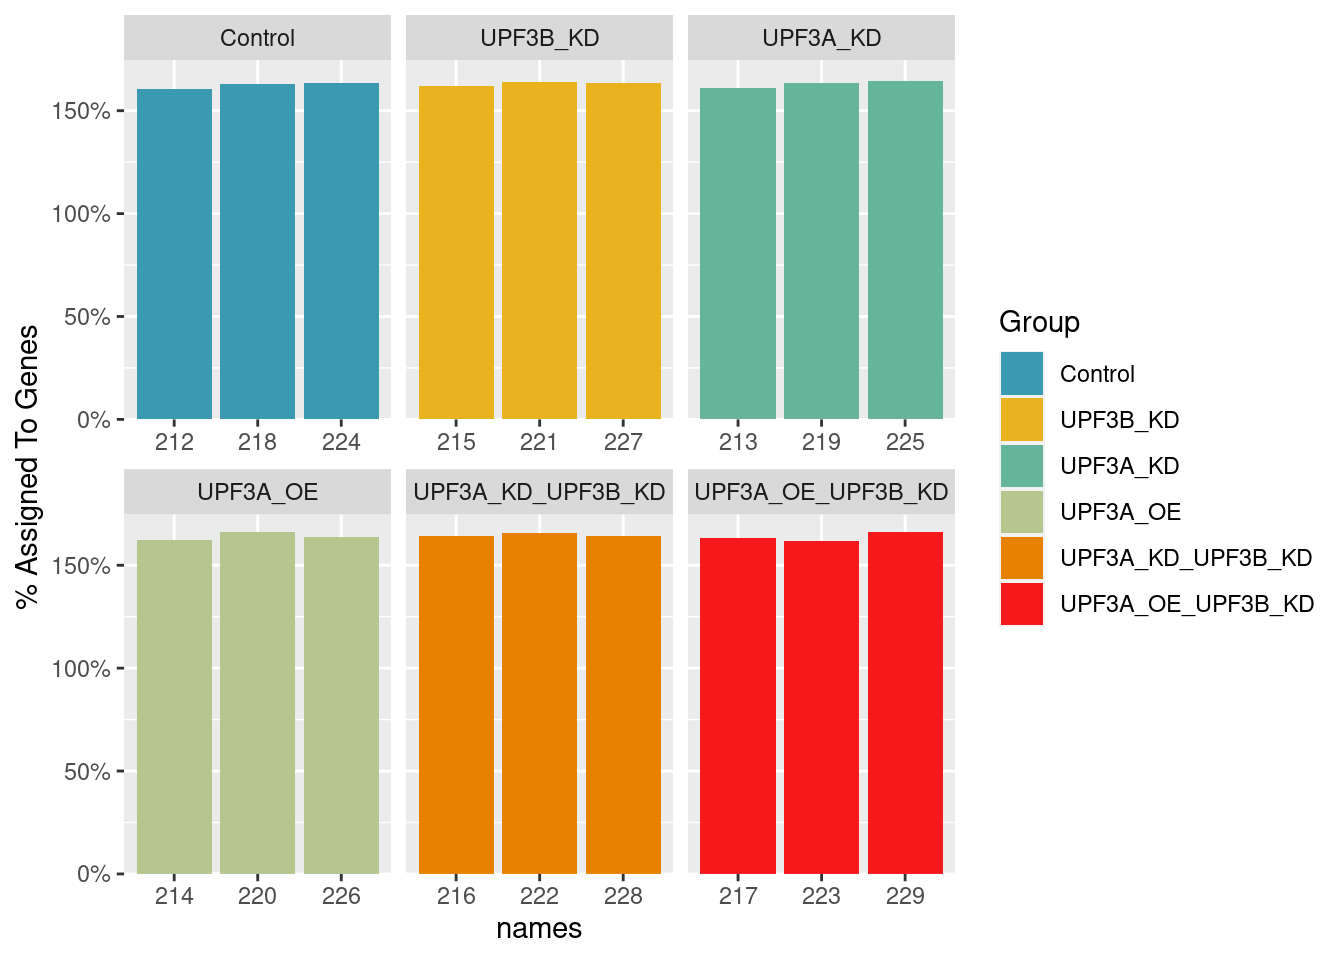 Control UPF3B_KD UPF3A_KD
150%
100%
50%
0%
212 218 224 215 221 227 213 219 225
UPF3A_OE UPF3A_KD_UPF3B_KD UPF3A_OE_UPF3B_KD
150%
100%
50%
0%
214 220 226 216 222 228 217 223 229
names
% Assigned To Genes
Group
Control
UPF3B_KD
UPF3A_KD
UPF3A_OE
UPF3A_KD_UPF3B_KD
UPF3A_OE_UPF3B_KD